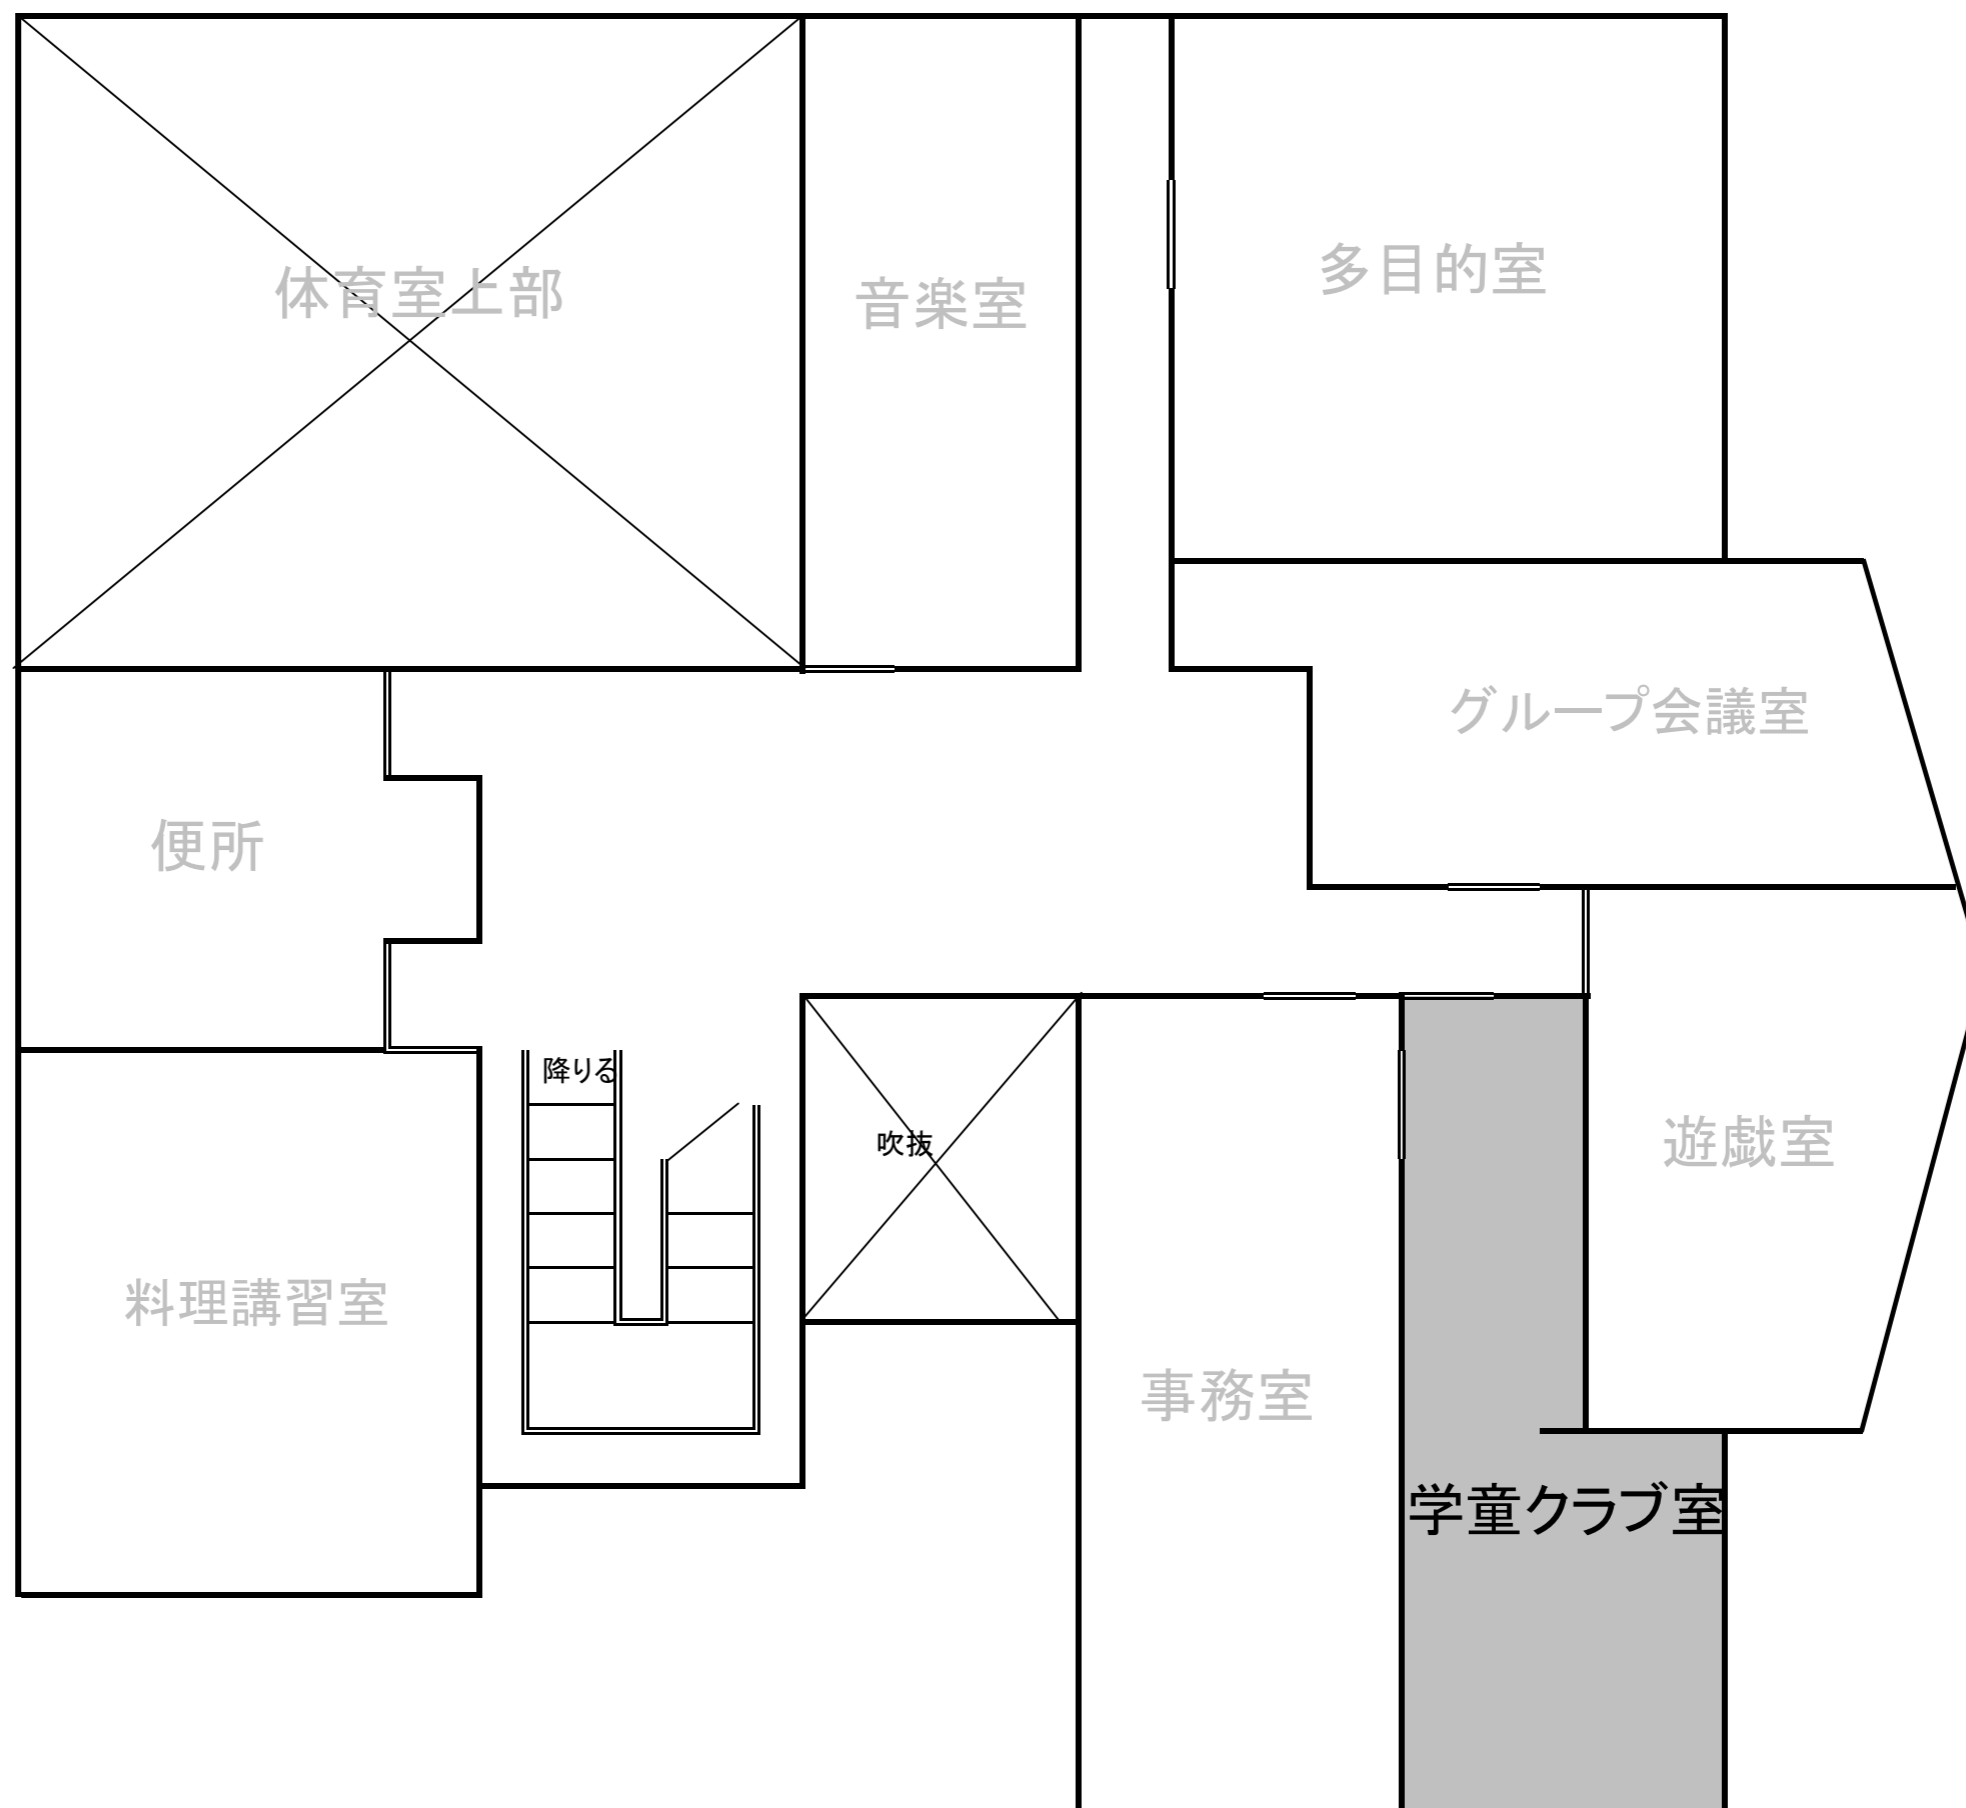 体育室上部
音楽室
多目的室
グループ会議室
便所
降りる
吹抜
遊戯室
料理講習室
事務室
学童クラブ室